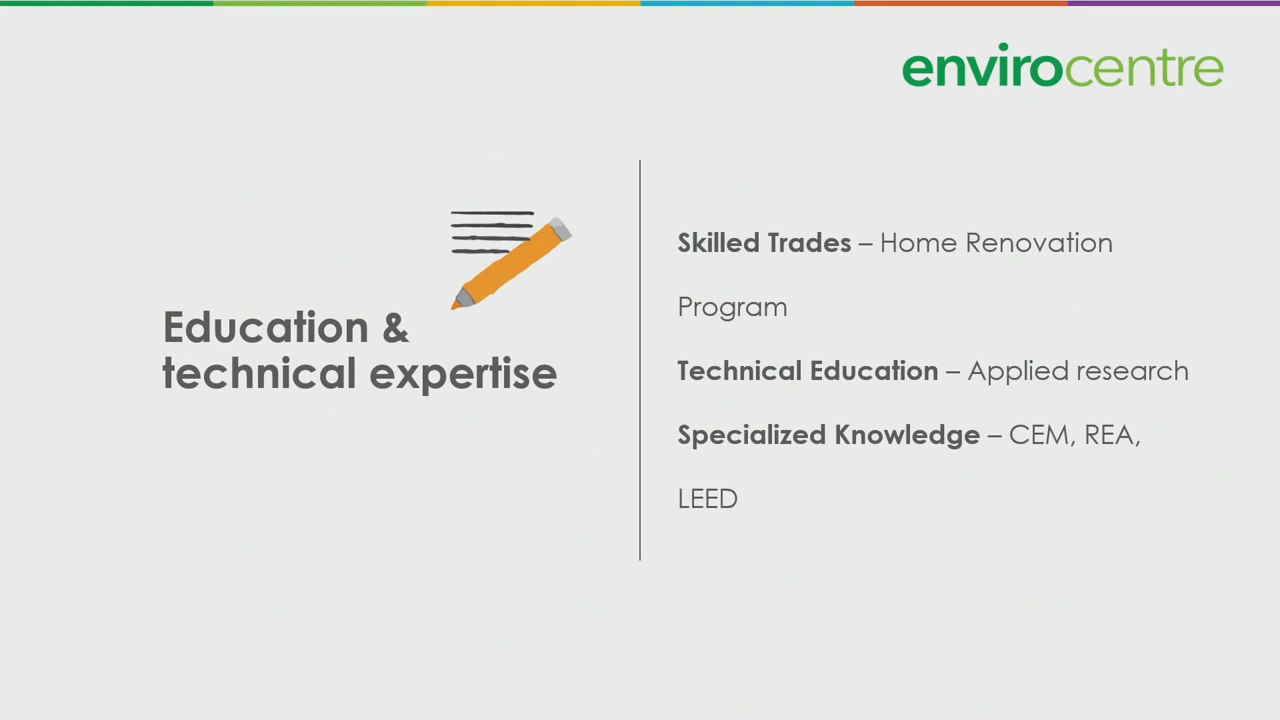 envirocentre
Education &
technical expertise
Skilled Trades – Home Renovation
Program
Technical Education – Applied research
Specialized Knowledge – CEM, REA,
LEED